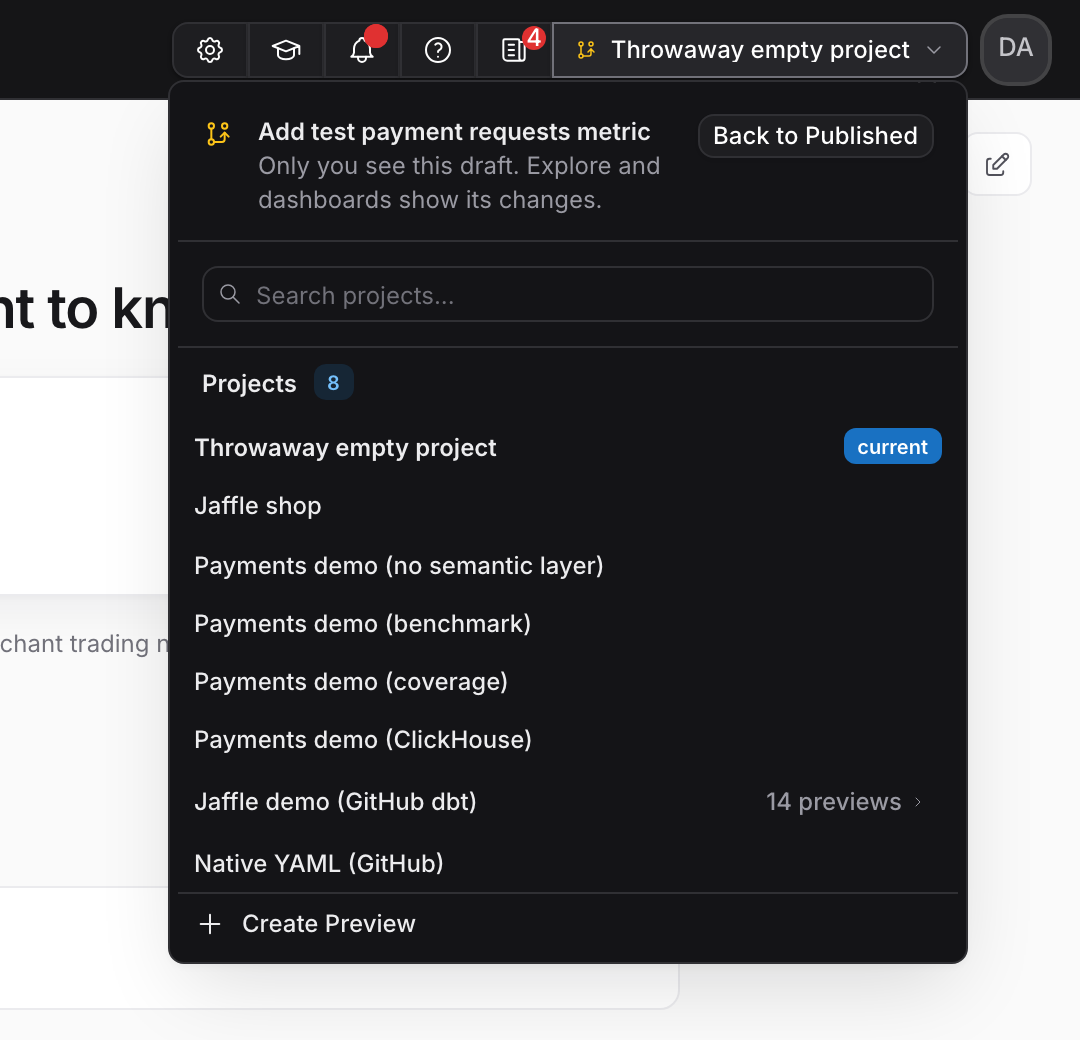 4
Throwaway empty project
DA
Add test payment requests metric
Back to Published
Only you see this draft. Explore and
dashboards show its changes.
Search projects...
nt to kn
Projects 8
Throwaway empty project current
Jaffle shop
Payments demo (no semantic layer)
Payments demo (benchmark)
chant trading n
Payments demo (coverage)
Payments demo (ClickHouse)
Jaffle demo (GitHub dbt) 14 previews
Native YAML (GitHub)
Create Preview